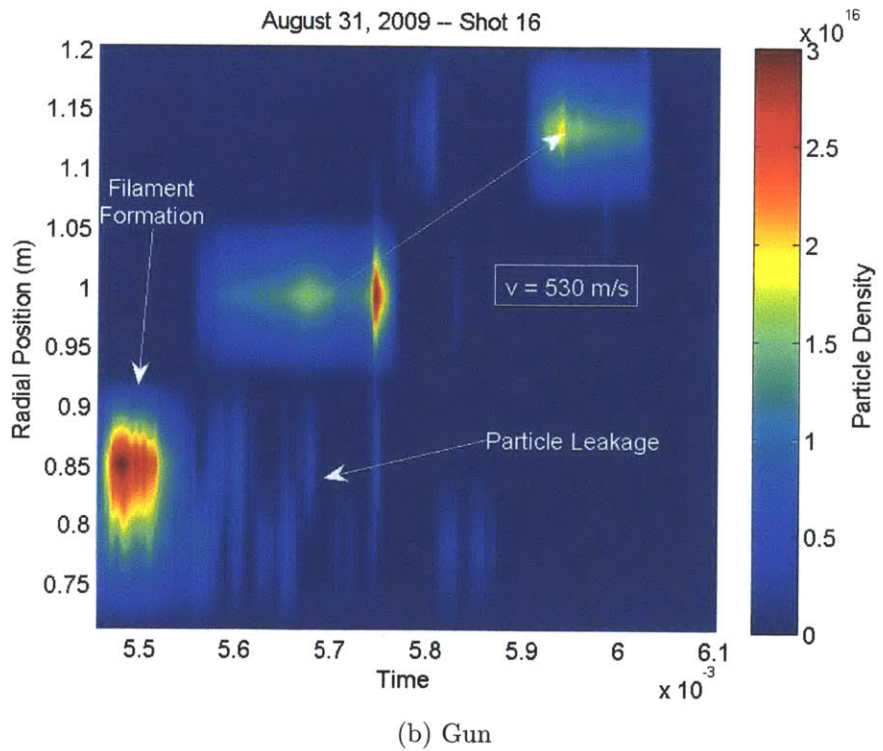 August 31, 2009 -- Shot 16
x 10^16
1.2
1.15
1.1
1.05
1
0.95
0.9
0.85
0.8
0.75
Radial Position (m)
Filament
Formation
v = 530 m/s
Particle Leakage
5.5
5.6
5.7
5.8
5.9
6
6.1
Time
x 10^-3
3
2.5
2
1.5
1
0.5
0
Particle Density
(b) Gun